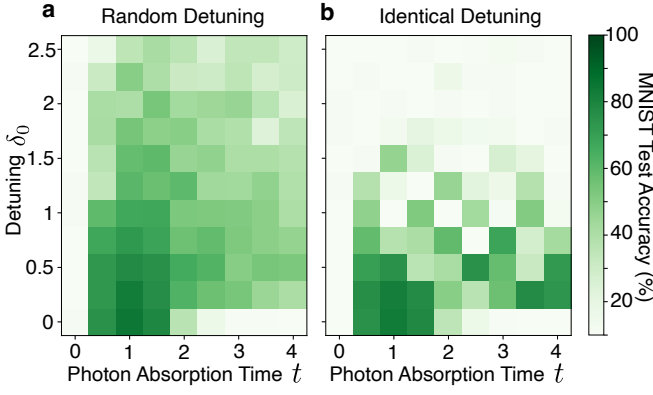 a Random Detuning
b Identical Detuning
Detuning δ₀
2.5
2
1.5
1
0.5
0
0 1 2 3 4
0 1 2 3 4
Photon Absorption Time t
Photon Absorption Time t
100
80
60
40
20
MNIST Test Accuracy (%)